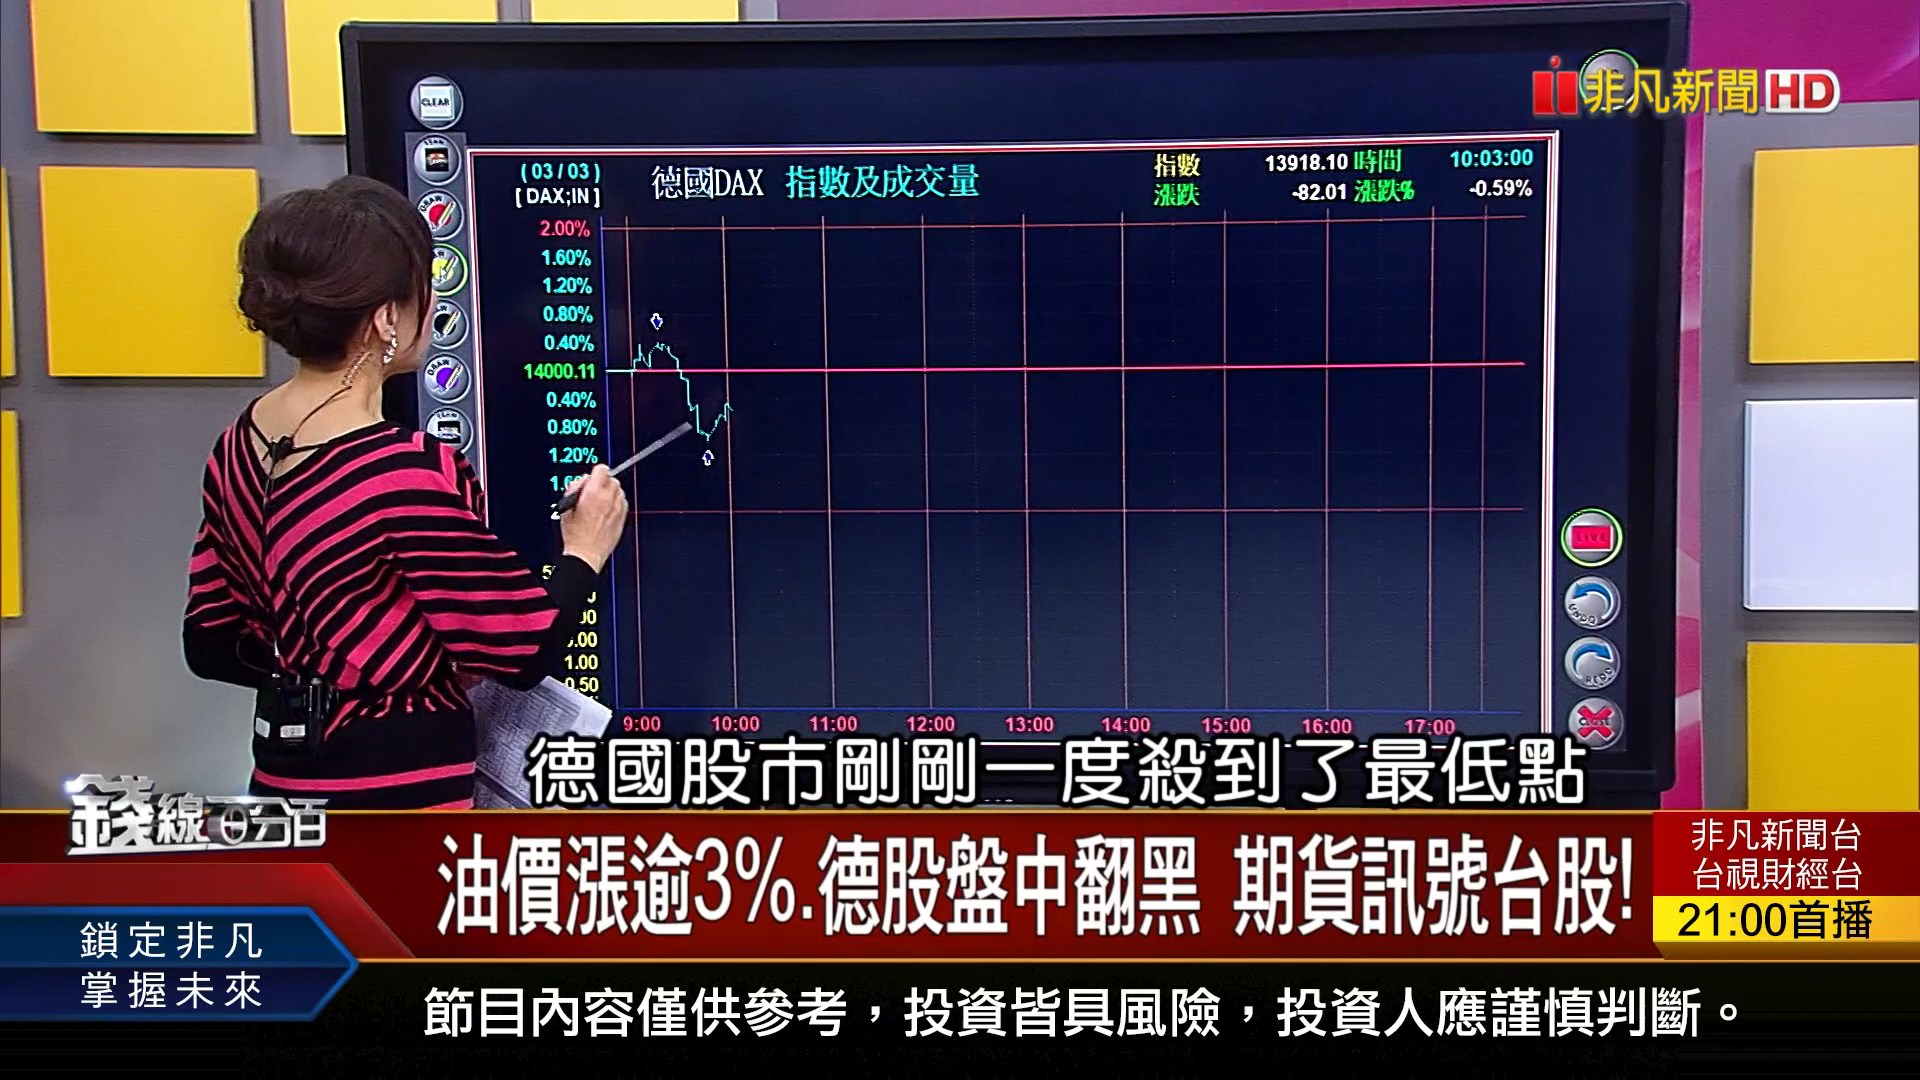 非凡新聞HD
CLEAR
(03/03)
[DAX;IN]
德國DAX 指數及成交量
指數 13918.10 時間 10:03:00
漲跌 -82.01 漲跌% -0.59%
2.00%
1.60%
1.20%
0.80%
0.40%
14000.11
0.40%
0.80%
1.20%
LIVE
1.00
0.50
REDO
CLOSE
9:00 10:00 11:00 12:00 13:00 14:00 15:00 16:00 17:00
德國股市剛剛一度殺到了最低點
錢線百分百
油價漲逾3%.德股盤中翻黑 期貨訊號台股!
非凡新聞台
台視財經台
21:00首播
鎖定非凡
掌握未來
節目內容僅供參考，投資皆具風險，投資人應謹慎判斷。